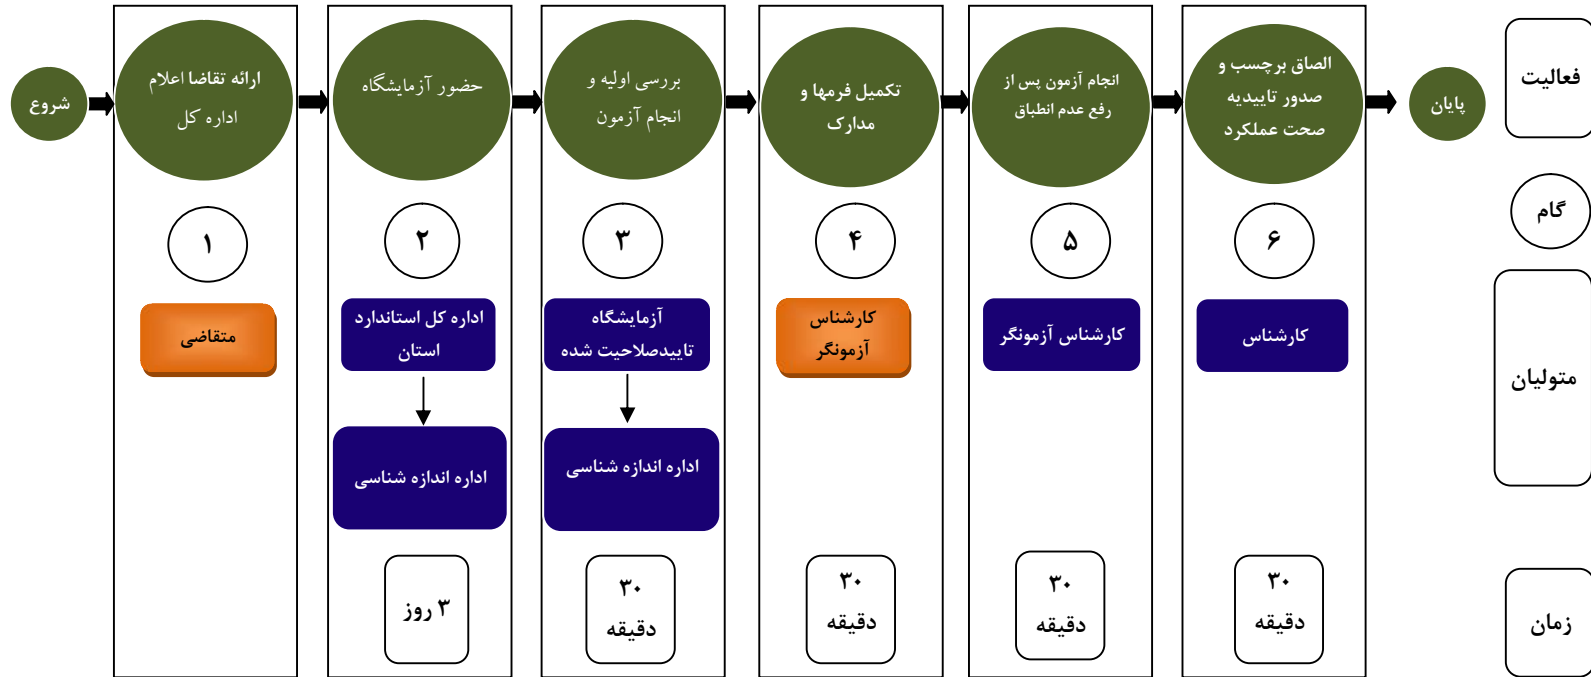 شروع
ارائه تقاضا اعلام
اداره کل
حضور آزمایشگاه
بررسی اولیه و
انجام آزمون
تکمیل فرمها و
مدارک
انجام آزمون پس از
رفع عدم انطباق
الصاق برچسب و
صدور تاییدیه
صحت عملکرد
پایان
فعالیت
۱
۲
۳
۴
۵
۶
گام
متقاضی
اداره کل استاندارد
استان
اداره اندازه شناسی
آزمایشگاه
تاییدصلاحیت شده
اداره اندازه شناسی
کارشناس
آزمونگر
کارشناس آزمونگر
کارشناس
متولیان
۳ روز
۳۰
دقیقه
۳۰
دقیقه
۳۰
دقیقه
۳۰
دقیقه
زمان